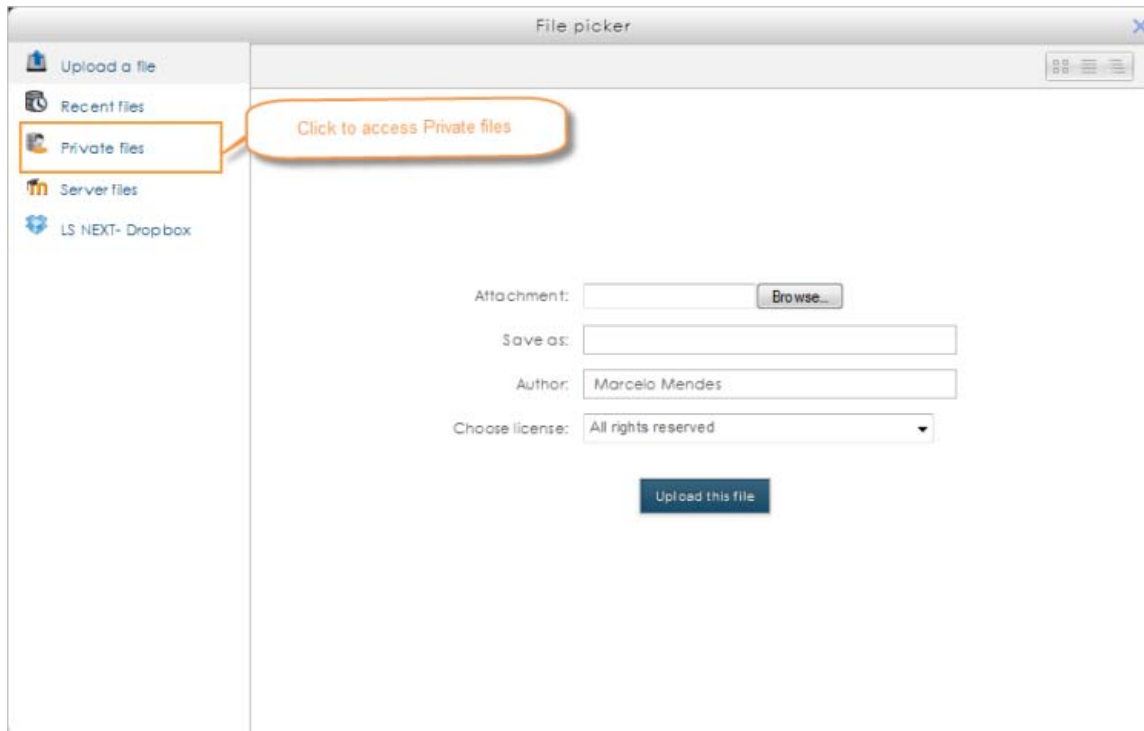 File picker
Upload a file
Recent files
Private files
Server files
LS NEXT- Dropbox
Click to access Private files
Attachment:
Browse...
Save as:
Author:
Marcelo Mendes
Choose license:
All rights reserved
Upload this file